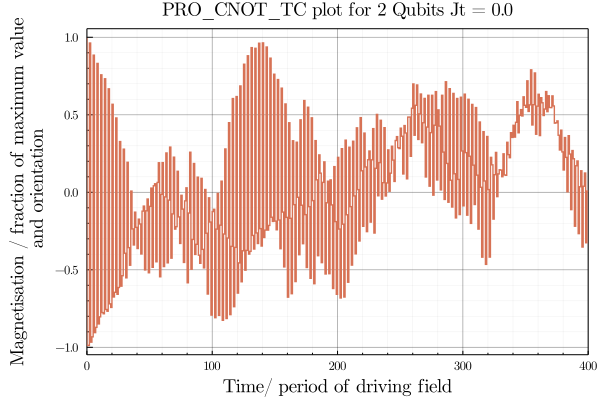 PRO_CNOT_TC plot for 2 Qubits Jt = 0.0
Magnetisation / fraction of maximum value
and orientation
1.0
0.5
0.0
−0.5
−1.0
0 100 200 300 400
Time/ period of driving field